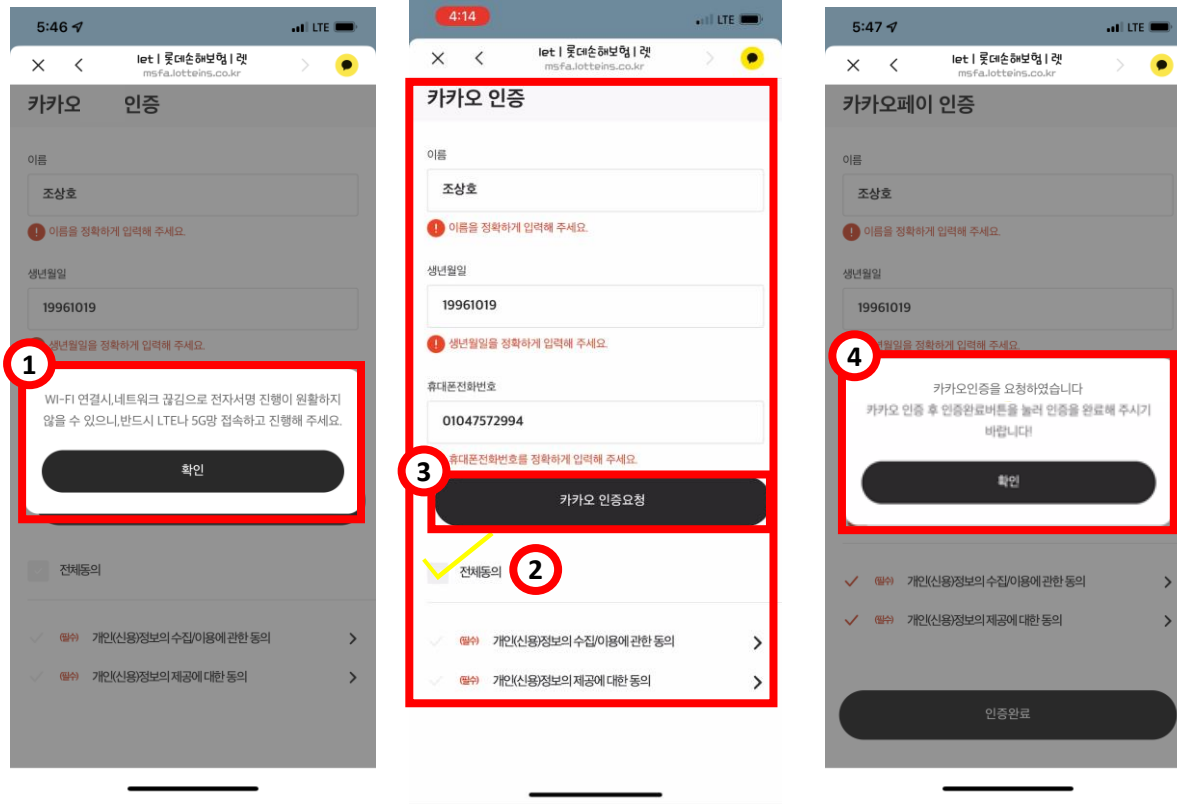 5:46
LTE
let | 롯데손해보험 | 렛
msfa.lotteins.co.kr
카카오 인증
이름
조상호
이름을 정확하게 입력해 주세요.
생년월일
19961019
생년월일을 정확하게 입력해 주세요.
1
WI-FI 연결시,네트워크 끊김으로 전자서명 진행이 원활하지
않을 수 있으니,반드시 LTE나 5G망 접속하고 진행해 주세요.
확인
전체동의
(필수) 개인(신용)정보의 수집/이용에 관한 동의
(필수) 개인(신용)정보의 제공에 대한 동의
4:14
LTE
let | 롯데손해보험 | 렛
msfa.lotteins.co.kr
카카오 인증
이름
조상호
이름을 정확하게 입력해 주세요.
생년월일
19961019
생년월일을 정확하게 입력해 주세요.
휴대폰전화번호
01047572994
휴대폰전화번호를 정확하게 입력해 주세요.
3
카카오 인증요청
전체동의
2
(필수) 개인(신용)정보의 수집/이용에 관한 동의
(필수) 개인(신용)정보의 제공에 대한 동의
5:47
LTE
let | 롯데손해보험 | 렛
msfa.lotteins.co.kr
카카오페이 인증
이름
조상호
이름을 정확하게 입력해 주세요.
생년월일
19961019
년월일을 정확하게 입력해 주세요.
4
카카오인증을 요청하였습니다
카카오 인증 후 인증완료버튼을 눌러 인증을 완료해 주시기
바랍니다!
확인
(필수) 개인(신용)정보의 수집/이용에 관한 동의
(필수) 개인(신용)정보의 제공에 대한 동의
인증완료